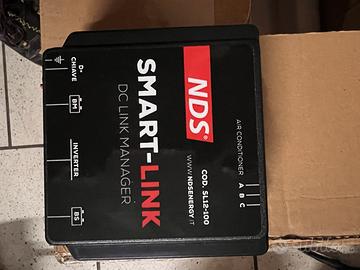 NDS®
SMART-LINK
DC LINK MANAGER
COD. SL12-100
WWW.NDSENERGY.IT
AIR CONDITIONER
A B C
D+
CHIAVE
BM
INVERTER
BS